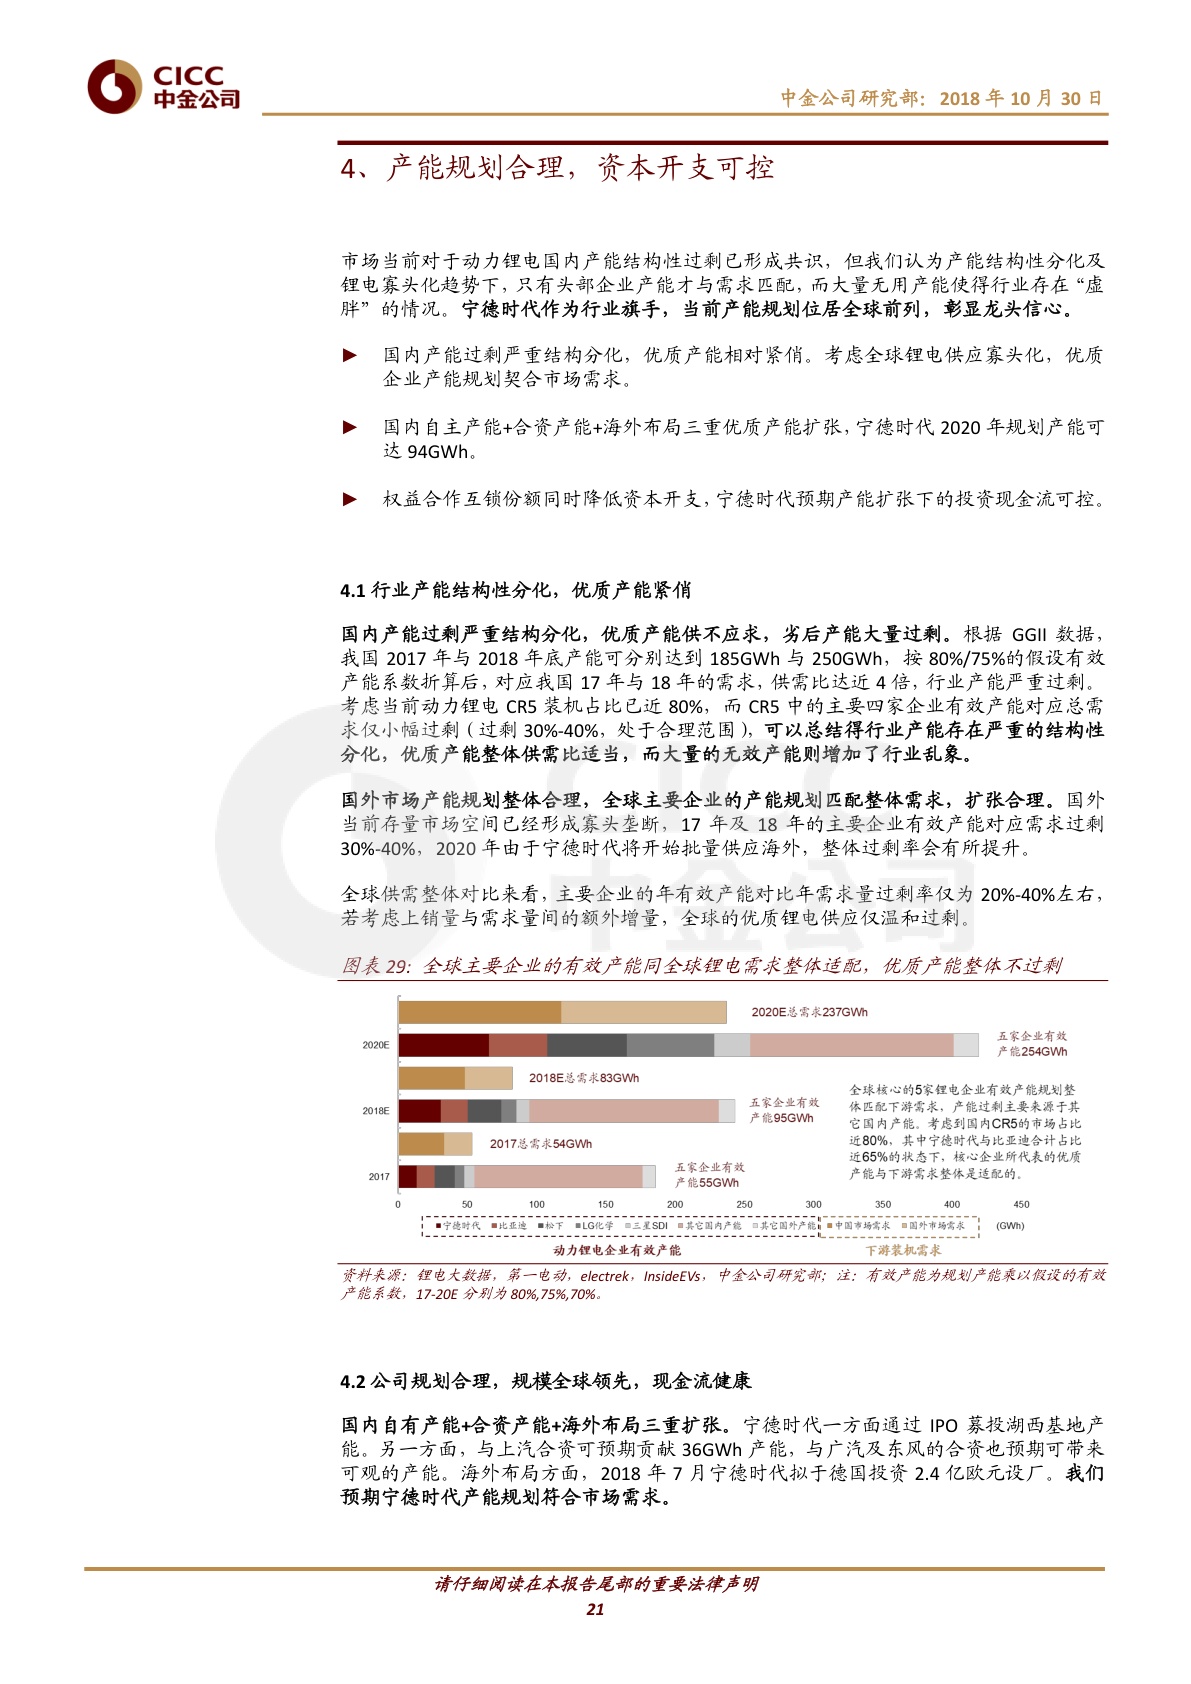 CICC
中金公司
中金公司研究部：2018 年 10 月 30 日
4、产能规划合理，资本开支可控
市场当前对于动力锂电国内产能结构性过剩已形成共识，但我们认为产能结构性分化及
锂电寡头化趋势下，只有头部企业产能才与需求匹配，而大量无用产能使得行业存在“虚
胖”的情况。宁德时代作为行业旗手，当前产能规划位居全球前列，彰显龙头信心。
► 国内产能过剩严重结构分化，优质产能相对紧俏。考虑全球锂电供应寡头化，优质
企业产能规划契合市场需求。
► 国内自主产能+合资产能+海外布局三重优质产能扩张，宁德时代 2020 年规划产能可
达 94GWh。
► 权益合作互锁份额同时降低资本开支，宁德时代预期产能扩张下的投资现金流可控。
4.1 行业产能结构性分化，优质产能紧俏
国内产能过剩严重结构分化，优质产能供不应求，劣后产能大量过剩。根据 GGII 数据，
我国 2017 年与 2018 年底产能可分别达到 185GWh 与 250GWh，按 80%/75%的假设有效
产能系数折算后，对应我国 17 年与 18 年的需求，供需比达近 4 倍，行业产能严重过剩。
考虑当前动力锂电 CR5 装机占比已近 80%，而 CR5 中的主要四家企业有效产能对应总需
求仅小幅过剩（过剩 30%-40%，处于合理范围），可以总结得行业产能存在严重的结构性
分化，优质产能整体供需比适当，而大量的无效产能则增加了行业乱象。
国外市场产能规划整体合理，全球主要企业的产能规划匹配整体需求，扩张合理。国外
当前存量市场空间已经形成寡头垄断，17 年及 18 年的主要企业有效产能对应需求过剩
30%-40%，2020 年由于宁德时代将开始批量供应海外，整体过剩率会有所提升。
全球供需整体对比来看，主要企业的年有效产能对比年需求量过剩率仅为 20%-40%左右，
若考虑上销量与需求量间的额外增量，全球的优质锂电供应仅温和过剩。
图表 29：全球主要企业的有效产能同全球锂电需求整体适配，优质产能整体不过剩
2020E总需求237GWh
2020E
五家企业有效
产能254GWh
2018E总需求83GWh
2018E
五家企业有效
产能95GWh
2017总需求54GWh
2017
五家企业有效
产能55GWh
全球核心的5家锂电企业有效产能规划整
体匹配下游需求，产能过剩主要来源于其
它国内产能。考虑到国内CR5的市场占比
近80%，其中宁德时代与比亚迪合计占比
近65%的状态下，核心企业所代表的优质
产能与下游需求整体是适配的。
0 50 100 150 200 250 300 350 400 450
宁德时代 比亚迪 松下 LG化学 三星SDI 其它国内产能 其它国外产能 中国市场需求 国外市场需求 (GWh)
动力锂电企业有效产能 下游装机需求
资料来源：锂电大数据，第一电动，electrek，InsideEVs，中金公司研究部；注：有效产能为规划产能乘以假设的有效
产能系数，17-20E 分别为 80%,75%,70%。
4.2 公司规划合理，规模全球领先，现金流健康
国内自有产能+合资产能+海外布局三重扩张。宁德时代一方面通过 IPO 募投湖西基地产
能。另一方面，与上汽合资可预期贡献 36GWh 产能，与广汽及东风的合资也预期可带来
可观的产能。海外布局方面，2018 年 7 月宁德时代拟于德国投资 2.4 亿欧元设厂。我们
预期宁德时代产能规划符合市场需求。
请仔细阅读在本报告尾部的重要法律声明
21